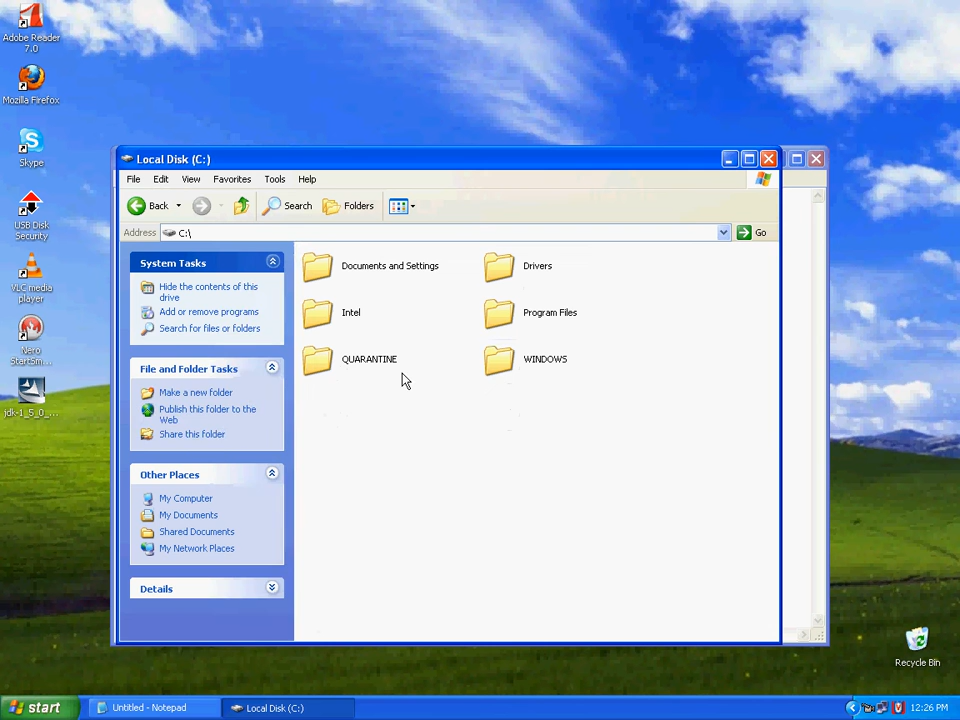 Adobe Reader
7.0
Mozilla Firefox
Skype
USB Disk
Security
VLC media
player
Nero
StartSm...
jdk-1_5_0_...
Local Disk (C:)
File Edit View Favorites Tools Help
Back Search Folders
Address C:\ Go
System Tasks
Hide the contents of this
drive
Add or remove programs
Search for files or folders
File and Folder Tasks
Make a new folder
Publish this folder to the
Web
Share this folder
Other Places
My Computer
My Documents
Shared Documents
My Network Places
Details
Documents and Settings Drivers
Intel Program Files
QUARANTINE WINDOWS
Recycle Bin
start Untitled - Notepad Local Disk (C:) 12:26 PM